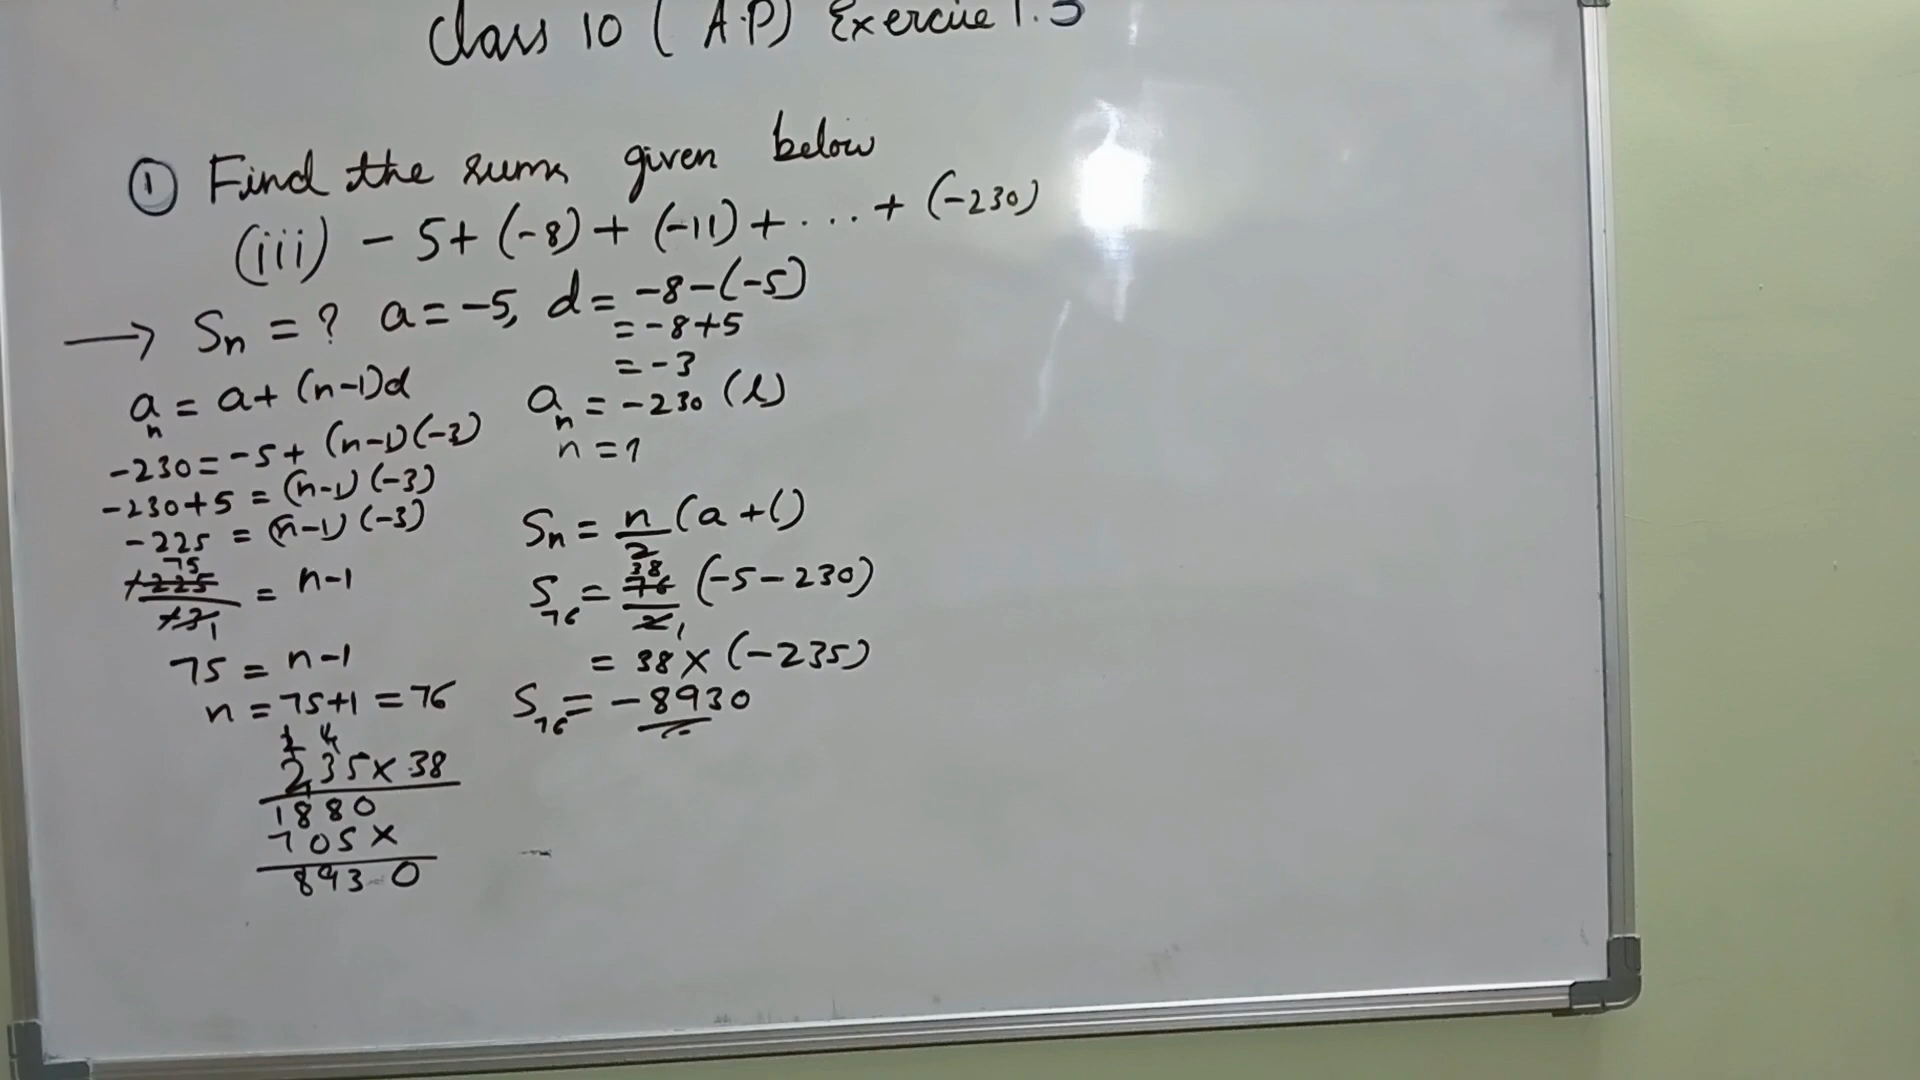 Class 10 (A.P) Exercise 1.3
① Find the sums given below
(iii) - 5 + (-8) + (-11) + .... + (-230)
→ Sn = ? a = -5, d = -8-(-5)
= -8+5
= -3
an = a + (n-1)d
an = -230 (l)
-230 = -5 + (n-1)(-3)
n = ?
-230+5 = (n-1)(-3)
-225 = (n-1)(-3)
75
-225/-3 = n-1
1
75 = n-1
n = 75+1 = 76
Sn = n/2 (a+l)
38
S76 = 76/2 (-5-230)
1
= 38 x (-235)
S76 = -8930
235 x 38
1880
705 x
8930